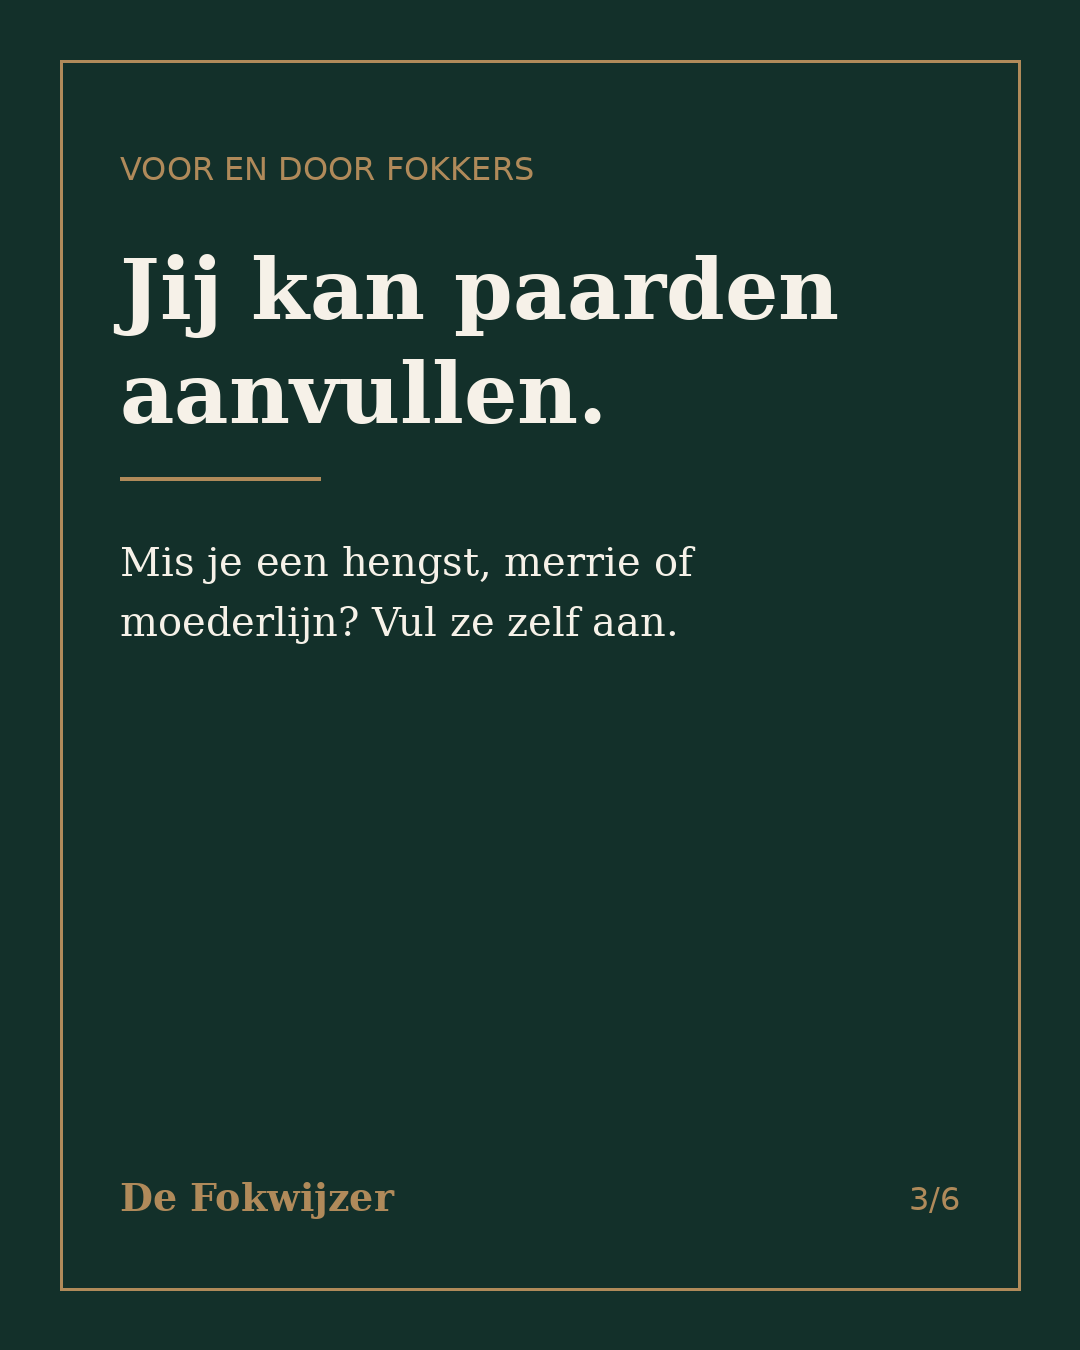 VOOR EN DOOR FOKKERS
Jij kan paarden
aanvullen.
Mis je een hengst, merrie of
moederlijn? Vul ze zelf aan.
De Fokwijzer
3/6